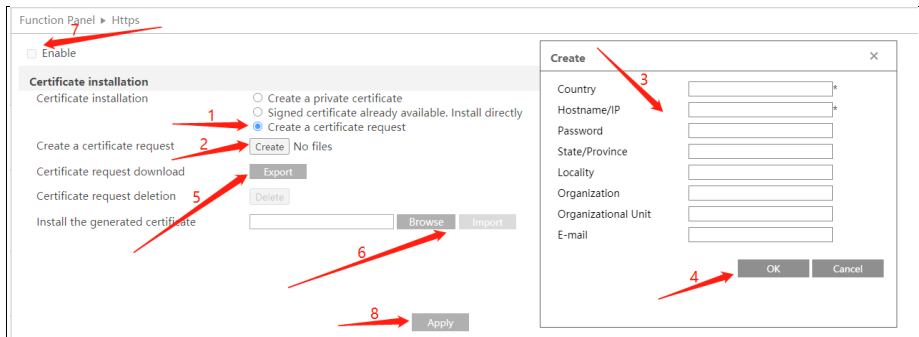 Function Panel ▸ Https
7
Enable
Certificate installation
Certificate installation
Create a private certificate
Signed certificate already available. Install directly
1
Create a certificate request
Create a certificate request
2
Create No files
Certificate request download
Export
Certificate request deletion
5
Delete
Install the generated certificate
Browse Import
6
8
Apply
Create ×
3
Country *
Hostname/IP *
Password
State/Province
Locality
Organization
Organizational Unit
E-mail
4
OK Cancel